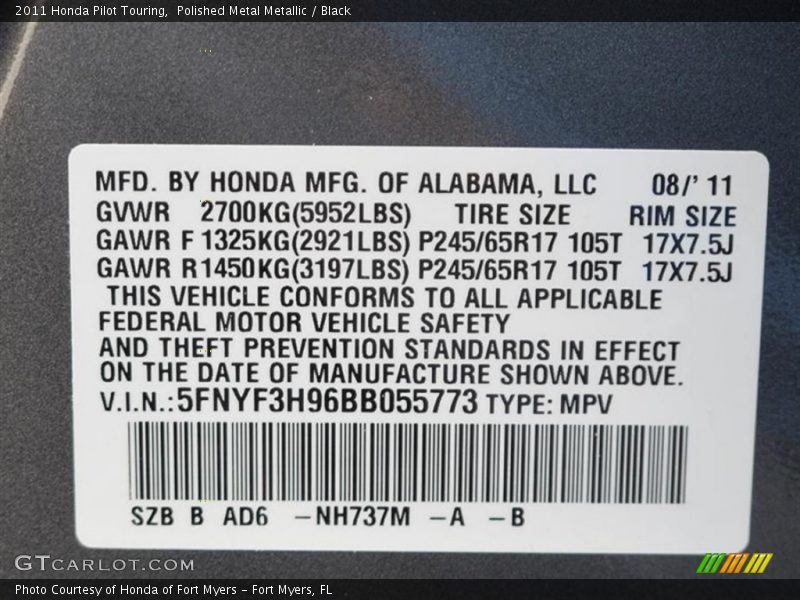 2011 Honda Pilot Touring, Polished Metal Metallic / Black
MFD. BY HONDA MFG. OF ALABAMA, LLC 08/' 11
GVWR 2700KG(5952LBS) TIRE SIZE RIM SIZE
GAWR F 1325KG(2921LBS) P245/65R17 105T 17X7.5J
GAWR R1450KG(3197LBS) P245/65R17 105T 17X7.5J
THIS VEHICLE CONFORMS TO ALL APPLICABLE
FEDERAL MOTOR VEHICLE SAFETY
AND THEFT PREVENTION STANDARDS IN EFFECT
ON THE DATE OF MANUFACTURE SHOWN ABOVE.
V.I.N.:5FNYF3H96BB055773 TYPE: MPV
SZB B AD6 –NH737M –A –B
GTCARLOT.COM
Photo Courtesy of Honda of Fort Myers – Fort Myers, FL